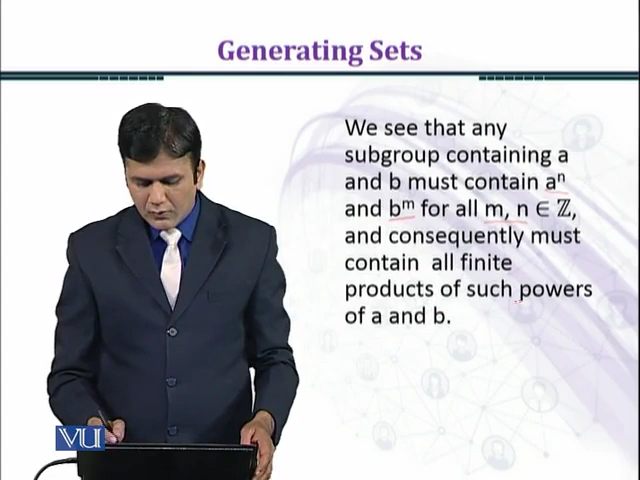 Generating Sets
We see that any
subgroup containing a
and b must contain aⁿ
and bᵐ for all m, n ∈ ℤ,
and consequently must
contain all finite
products of such powers
of a and b.
VU